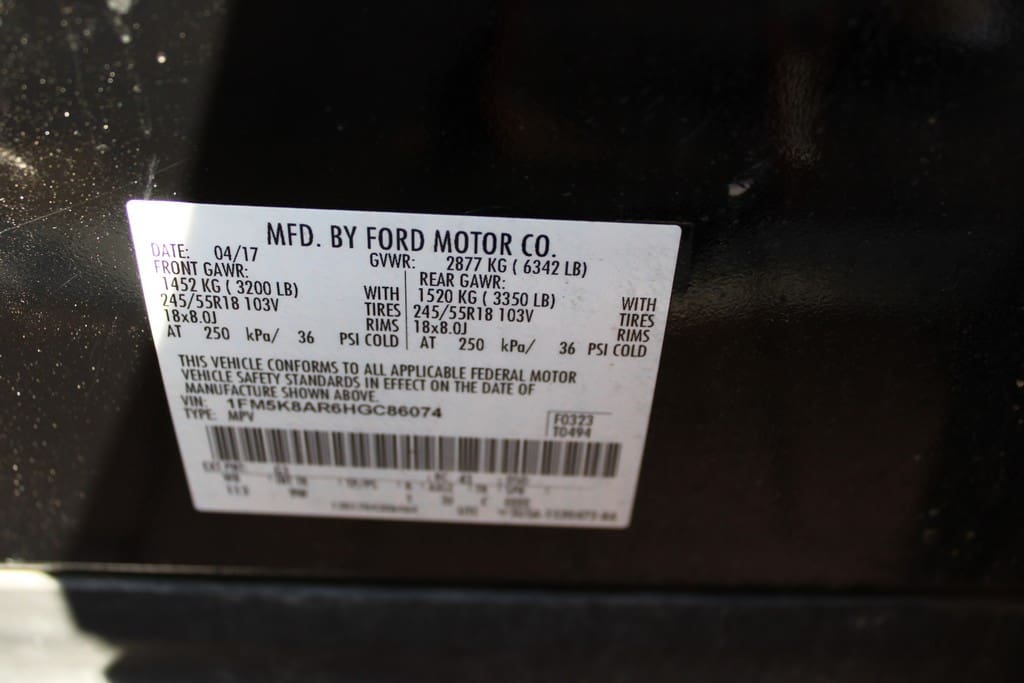 MFD. BY FORD MOTOR CO.
DATE: 04/17 GVWR: 2877 KG ( 6342 LB)
FRONT GAWR: REAR GAWR:
1452 KG ( 3200 LB) WITH 1520 KG ( 3350 LB) WITH
245/55R18 103V TIRES 245/55R18 103V TIRES
18x8.0J RIMS 18x8.0J RIMS
AT 250 kPa/ 36 PSI COLD AT 250 kPa/ 36 PSI COLD
THIS VEHICLE CONFORMS TO ALL APPLICABLE FEDERAL MOTOR
VEHICLE SAFETY STANDARDS IN EFFECT ON THE DATE OF
MANUFACTURE SHOWN ABOVE.
VIN: 1FM5K8AR6HGC86074
TYPE: MPV F0323
T0494
EXT PNT: